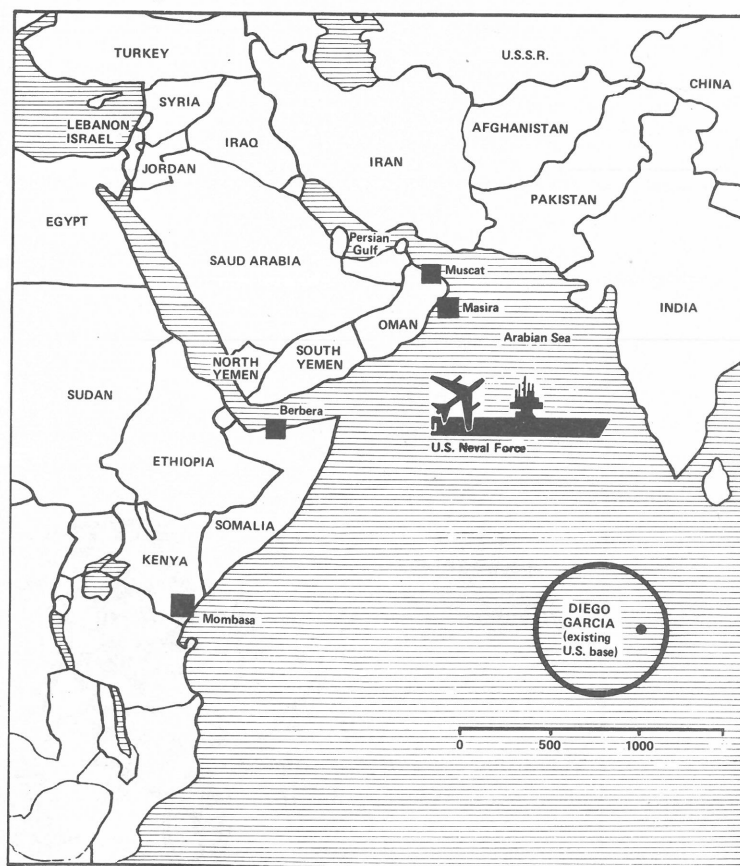 TURKEY
U.S.S.R.
CHINA
SYRIA
LEBANON
ISRAEL
IRAQ
IRAN
AFGHANISTAN
JORDAN
PAKISTAN
EGYPT
Persian
Gulf
SAUDI ARABIA
Muscat
Masira
INDIA
OMAN
Arabian Sea
SOUTH
YEMEN
NORTH
YEMEN
SUDAN
Berbera
U.S. Neval Force
ETHIOPIA
SOMALIA
KENYA
Mombasa
DIEGO
GARCIA
(existing
U.S. base)
0 500 1000